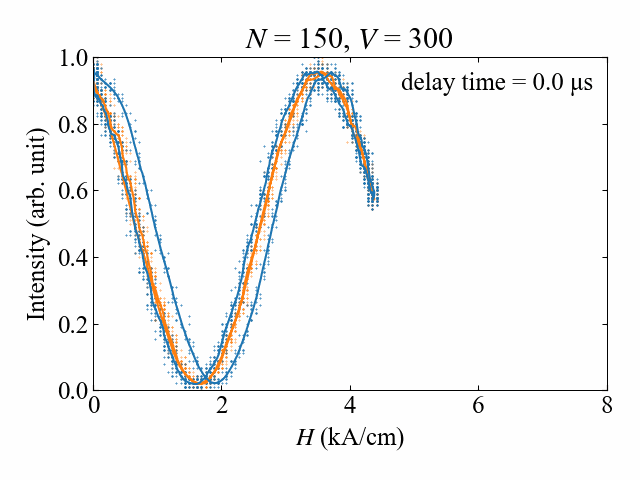 N = 150, V = 300
delay time = 0.0 μs
1.0
0.8
0.6
0.4
0.2
0.0
Intensity (arb. unit)
0 2 4 6 8
H (kA/cm)